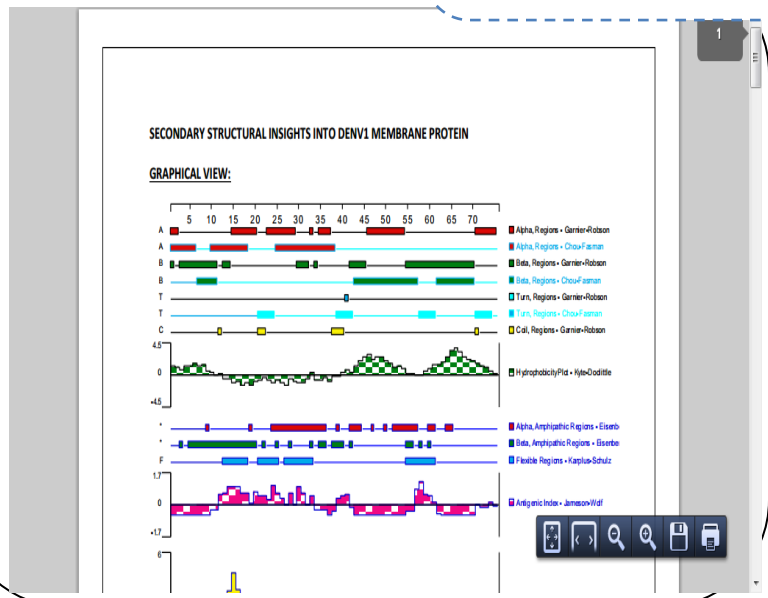 1
SECONDARY STRUCTURAL INSIGHTS INTO DENV1 MEMBRANE PROTEIN
GRAPHICAL VIEW:
5 10 15 20 25 30 35 40 45 50 55 60 65 70
A Alpha, Regions - Garnier-Robson
A Alpha, Regions - Chou-Fasman
B Beta, Regions - Garnier-Robson
B Beta, Regions - Chou-Fasman
T Turn, Regions - Garnier-Robson
T Turn, Regions - Chou-Fasman
C Coil, Regions - Garnier-Robson
4.5
0 Hydrophobicity Plot - Kyte-Doolittle
-4.5
* Alpha, Amphipathic Regions - Eisenb
* Beta, Amphipathic Regions - Eisenbe
F Flexible Regions - Karplus-Schulz
1.7
0 Antigenic Index - Jameson-Wolf
-1.7
6